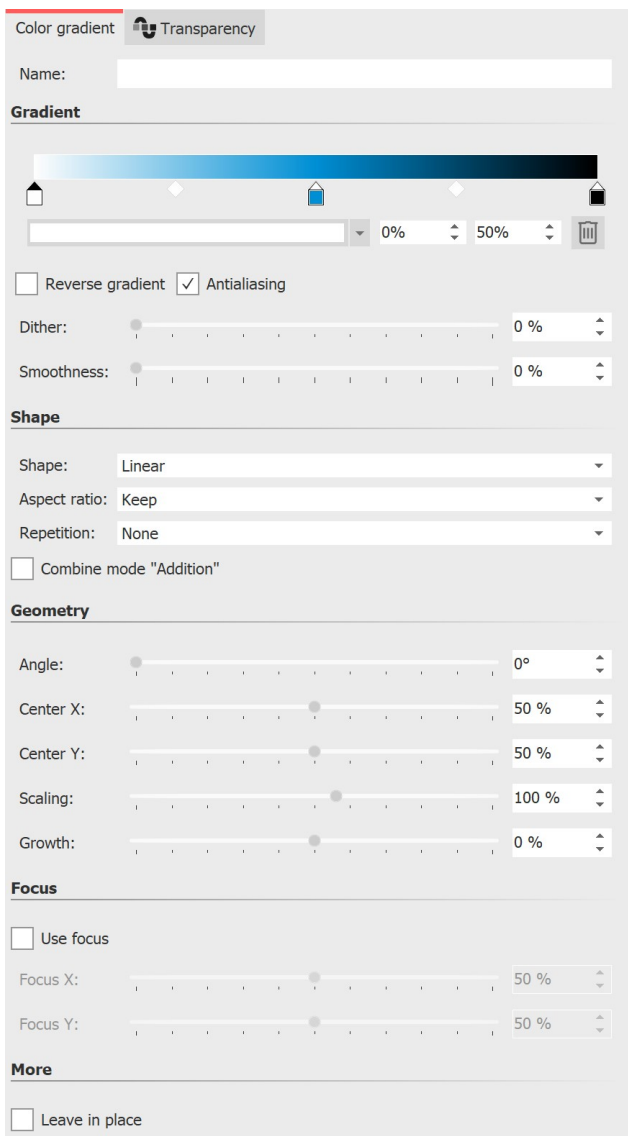 Color gradient Transparency
Name:
Gradient
0% 50%
Reverse gradient Antialiasing
Dither: 0 %
Smoothness: 0 %
Shape
Shape: Linear
Aspect ratio: Keep
Repetition: None
Combine mode "Addition"
Geometry
Angle: 0°
Center X: 50 %
Center Y: 50 %
Scaling: 100 %
Growth: 0 %
Focus
Use focus
Focus X: 50 %
Focus Y: 50 %
More
Leave in place